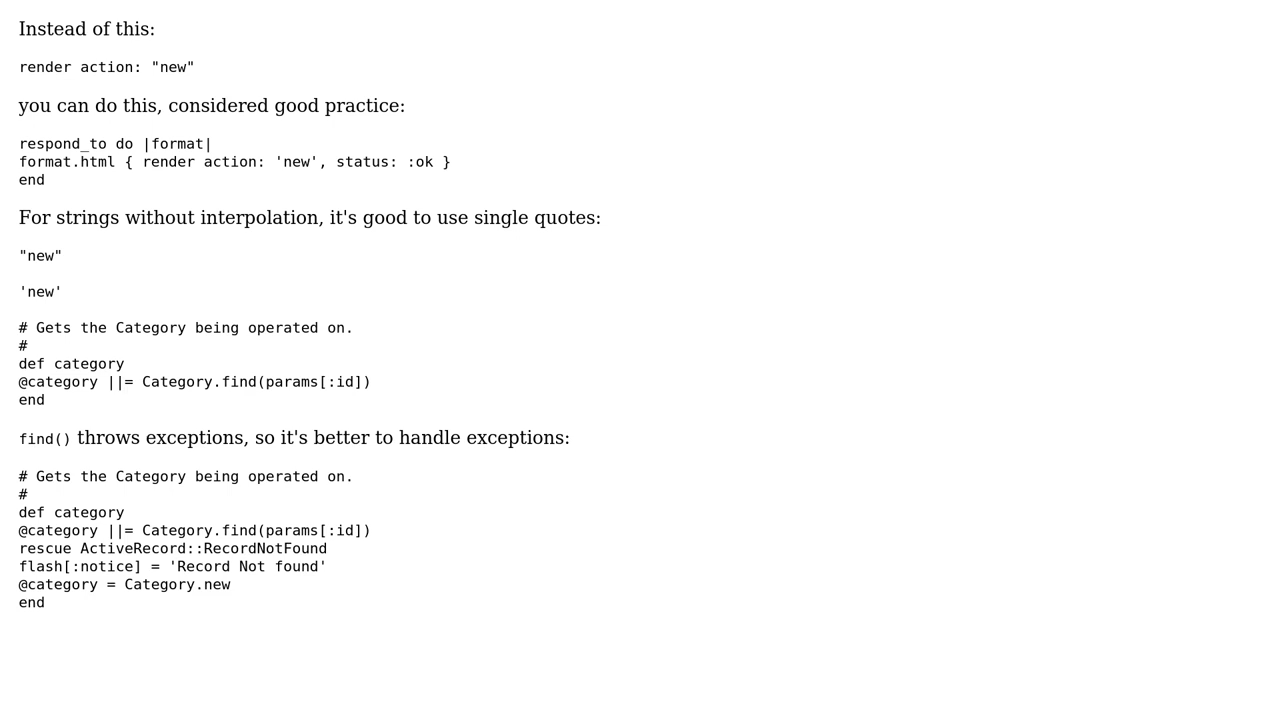 Instead of this:
render action: "new"
you can do this, considered good practice:
respond_to do |format|
format.html { render action: 'new', status: :ok }
end
For strings without interpolation, it's good to use single quotes:
"new"
'new'
# Gets the Category being operated on.
#
def category
@category ||= Category.find(params[:id])
end
find() throws exceptions, so it's better to handle exceptions:
# Gets the Category being operated on.
#
def category
@category ||= Category.find(params[:id])
rescue ActiveRecord::RecordNotFound
flash[:notice] = 'Record Not found'
@category = Category.new
end